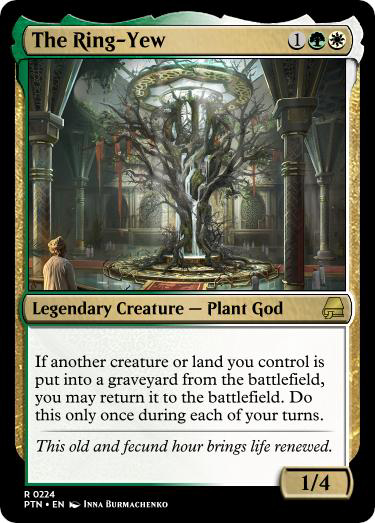 The Ring-Yew 1
Legendary Creature — Plant God
If another creature or land you control is
put into a graveyard from the battlefield,
you may return it to the battlefield. Do
this only once during each of your turns.
This old and fecund hour brings life renewed.
1/4
R 0224
PTN • EN Inna Burmachenko